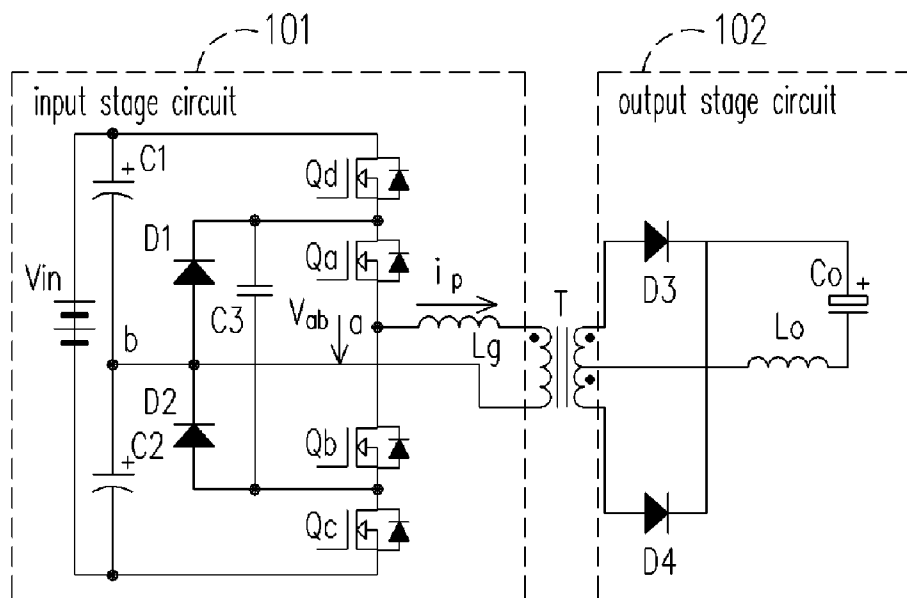 101
102
input stage circuit
output stage circuit
+
C1
Qd
D1
Qa
Vin
C3
Vab
a
ip
T
D3
Co
+
b
Lg
Lo
D2
C2
+
Qb
Qc
D4